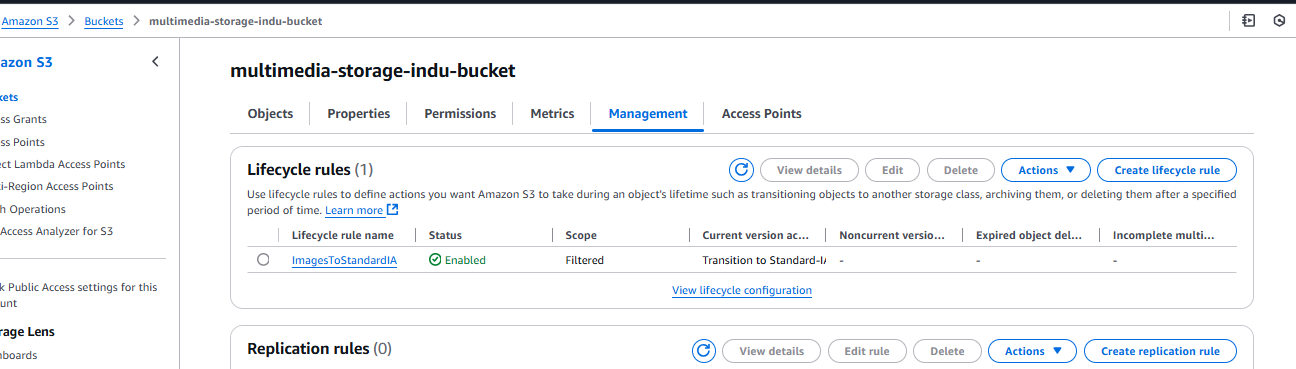 Amazon S3 > Buckets > multimedia-storage-indu-bucket
azon S3
kets
ss Grants
ss Points
ect Lambda Access Points
ti-Region Access Points
h Operations
Access Analyzer for S3
k Public Access settings for this
unt
rage Lens
hboards
multimedia-storage-indu-bucket
Objects Properties Permissions Metrics Management Access Points
Lifecycle rules (1)
View details Edit Delete Actions Create lifecycle rule
Use lifecycle rules to define actions you want Amazon S3 to take during an object's lifetime such as transitioning objects to another storage class, archiving them, or deleting them after a specified
period of time. Learn more
Lifecycle rule name Status Scope Current version ac... Noncurrent versio... Expired object del... Incomplete multi...
ImagesToStandardIA Enabled Filtered Transition to Standard-IA - - -
View lifecycle configuration
Replication rules (0)
View details Edit rule Delete Actions Create replication rule